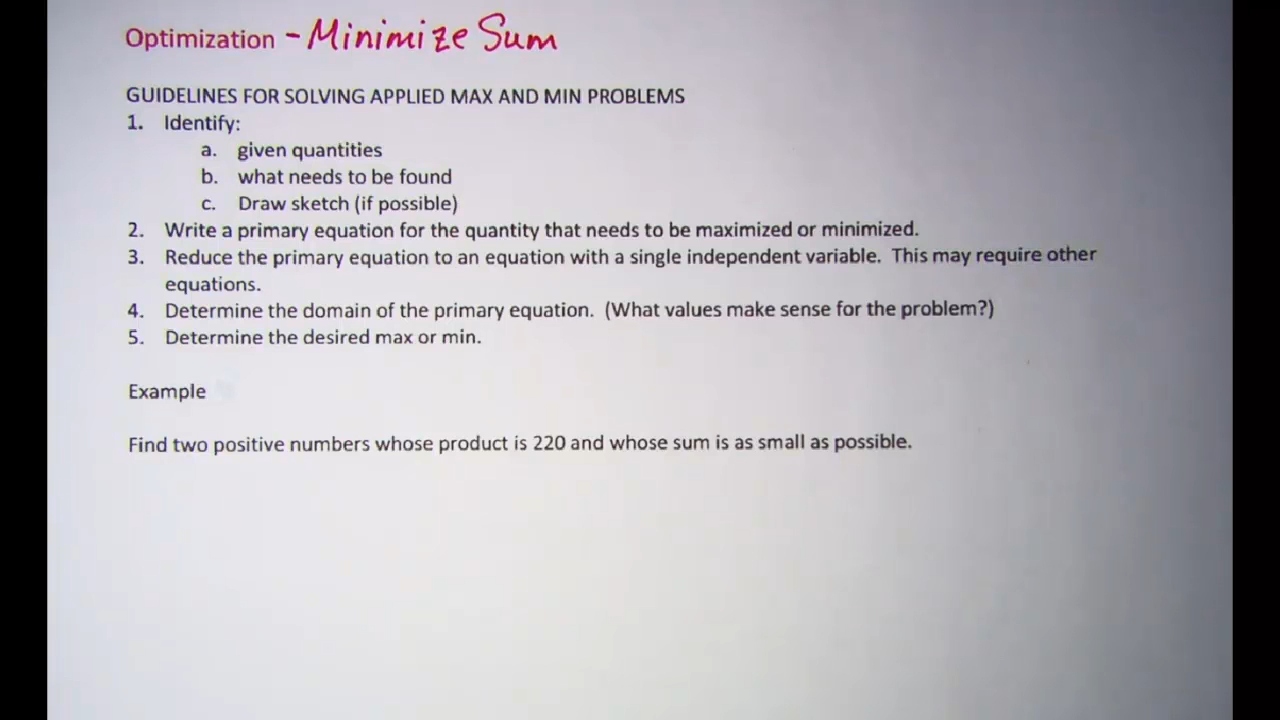 Optimization - Minimize Sum
GUIDELINES FOR SOLVING APPLIED MAX AND MIN PROBLEMS
1. Identify:
a. given quantities
b. what needs to be found
c. Draw sketch (if possible)
2. Write a primary equation for the quantity that needs to be maximized or minimized.
3. Reduce the primary equation to an equation with a single independent variable. This may require other
equations.
4. Determine the domain of the primary equation. (What values make sense for the problem?)
5. Determine the desired max or min.
Example
Find two positive numbers whose product is 220 and whose sum is as small as possible.